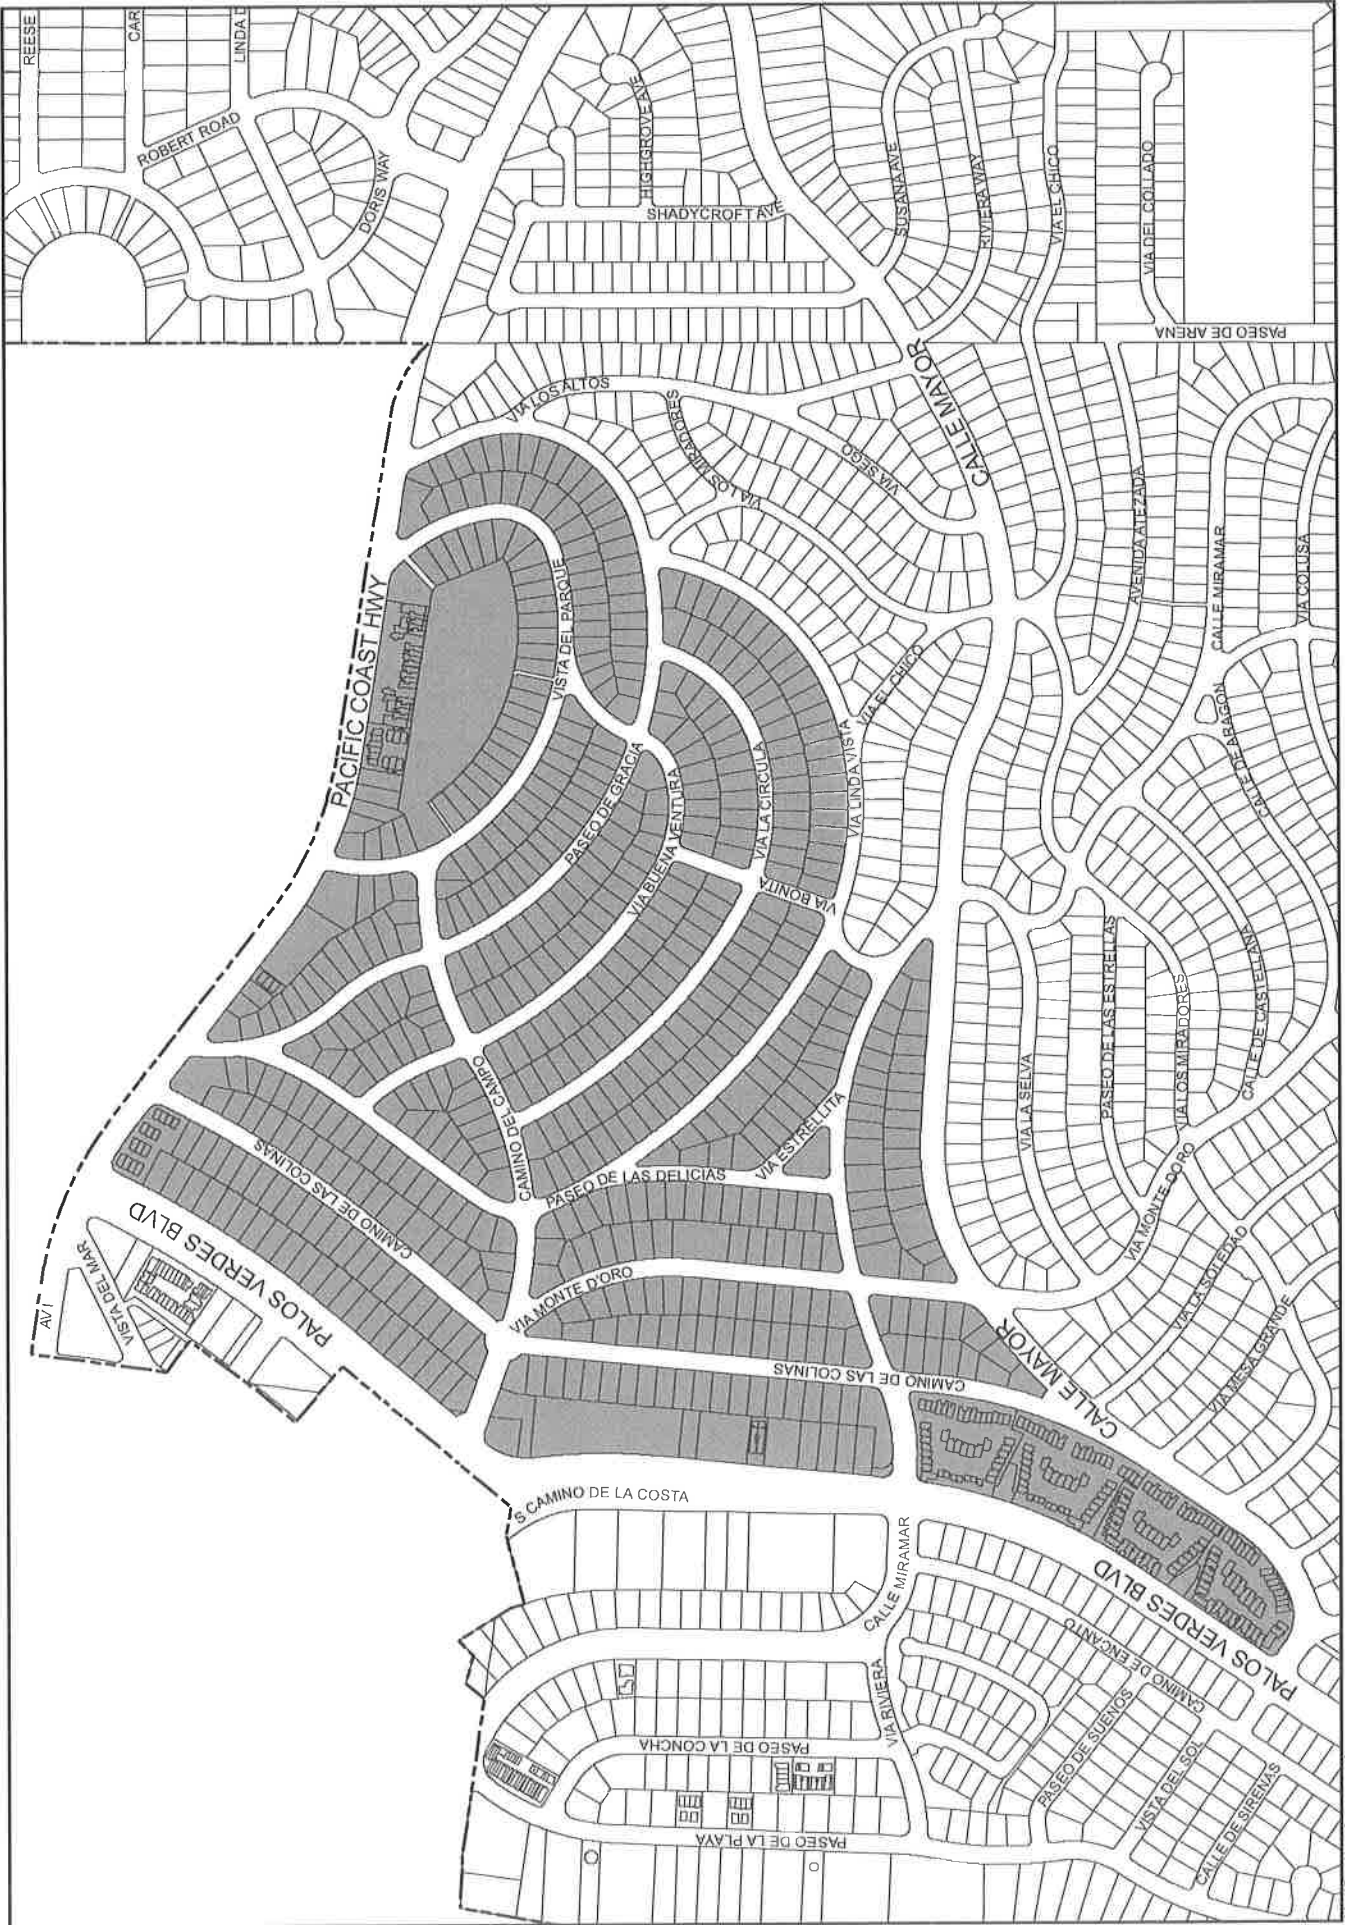 REESE
CAR
LINDA D
ROBERT ROAD
DORIS WAY
HIGHGROVE AVE
SHADYCROFT AVE
SUSANA AVE
RIVIERA WAY
VIA EL CHICO
VIA DEL COLLADO
PASEO DE ARENA
VIA LOS ALTOS
VIA LOS MIRADORES
VIA SEGO
CALLE MAYOR
AVENIDA ATEZADA
CALLE MIRAMAR
VIA COLUSA
PACIFIC COAST HWY
VISTA DEL PARQUE
VIA EL CHICO
CALLE DE ARAGON
PASEO DE GRACIA
VIA BUENA VENTURA
VIA LA CIRCULA
VIA LINDA VISTA
VIA BONITA
PASEO DE LAS ESTRELLAS
VIA LOS MIRADORES
CALLE DE CASTELLANA
VIA LA SELVA
CAMINO DEL CAMPO
VIA ESTRELLITA
PASEO DE LAS DELICIAS
CAMINO DE LAS COLINAS
PALOS VERDES BLVD
VIA MONTE D'ORO
VIA MONTE D'ORO
VIA LA SOLEDAD
VIA MESA GRANDE
AV I
VISTA DEL MAR
CALLE MAYOR
CAMINO DE LAS COLINAS
S CAMINO DE LA COSTA
CALLE MIRAMAR
PALOS VERDES BLVD
PALOS VERDES BLVD
CAMINO DE ENCANTO
VIA RIVIERA
PASEO DE LA CONCHA
PASEO DE SUENOS
VISTA DEL SOL
CALLE DE SIRENAS
PASEO DE LA PLAYA